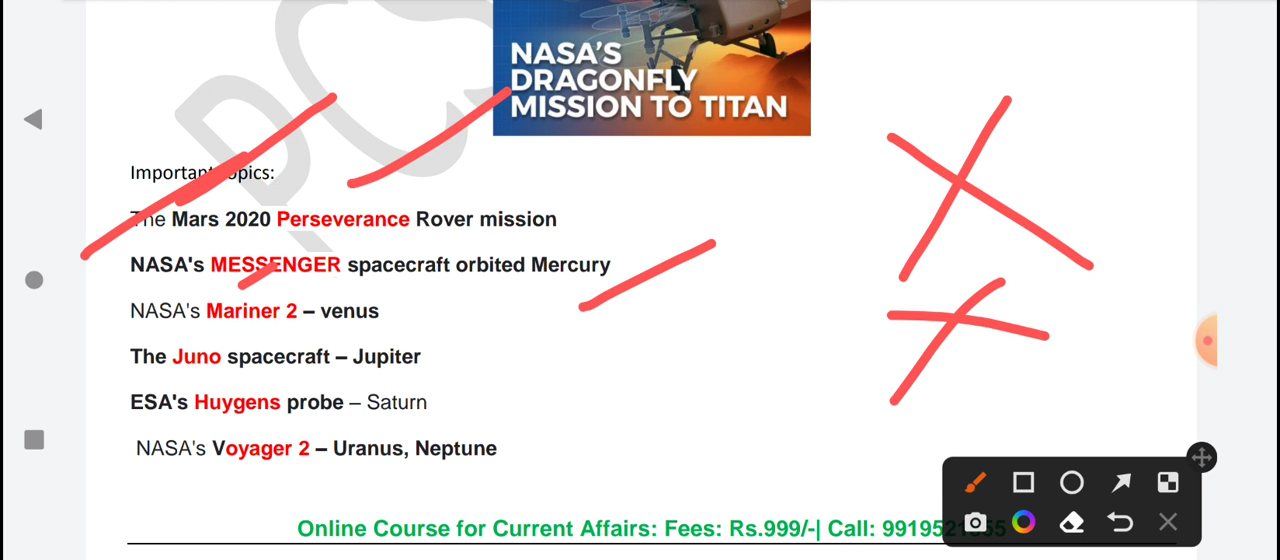 NASA'S
DRAGONFLY
MISSION TO TITAN
Important topics:
The Mars 2020 Perseverance Rover mission
NASA's MESSENGER spacecraft orbited Mercury
NASA's Mariner 2 – venus
The Juno spacecraft – Jupiter
ESA's Huygens probe – Saturn
NASA's Voyager 2 – Uranus, Neptune
Online Course for Current Affairs: Fees: Rs.999/-| Call: